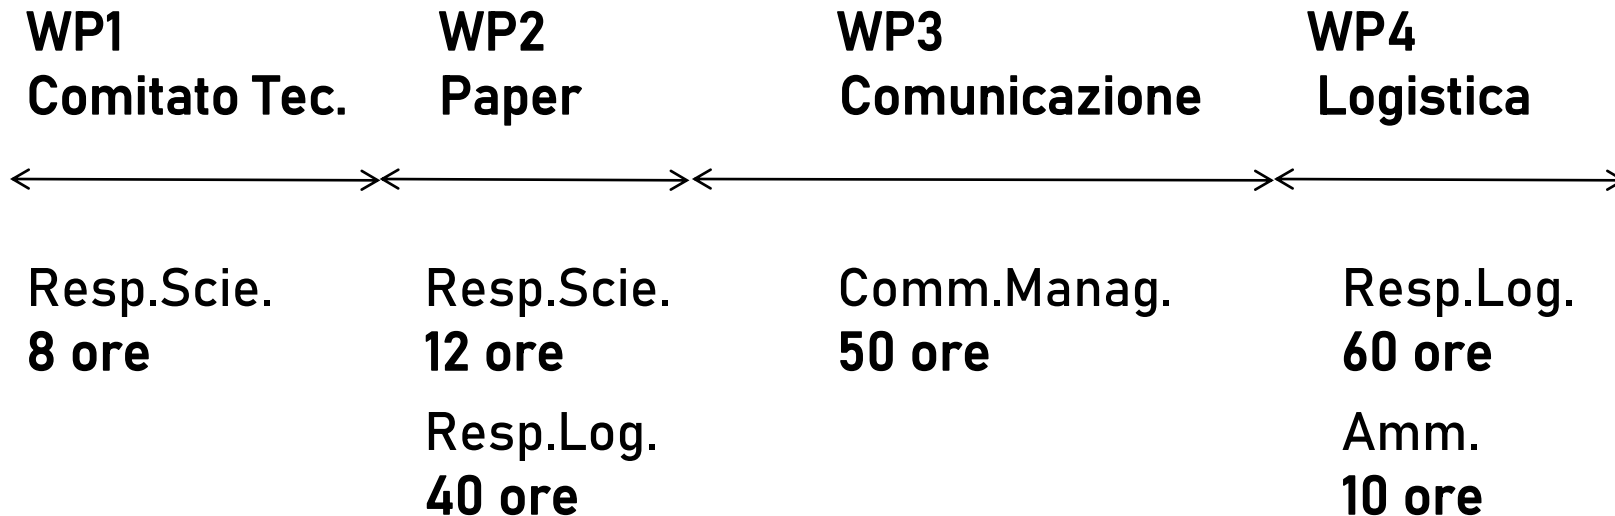 WP1
Comitato Tec.
WP2
Paper
WP3
Comunicazione
WP4
Logistica
Resp.Scie.
8 ore
Resp.Scie.
12 ore
Resp.Log.
40 ore
Comm.Manag.
50 ore
Resp.Log.
60 ore
Amm.
10 ore